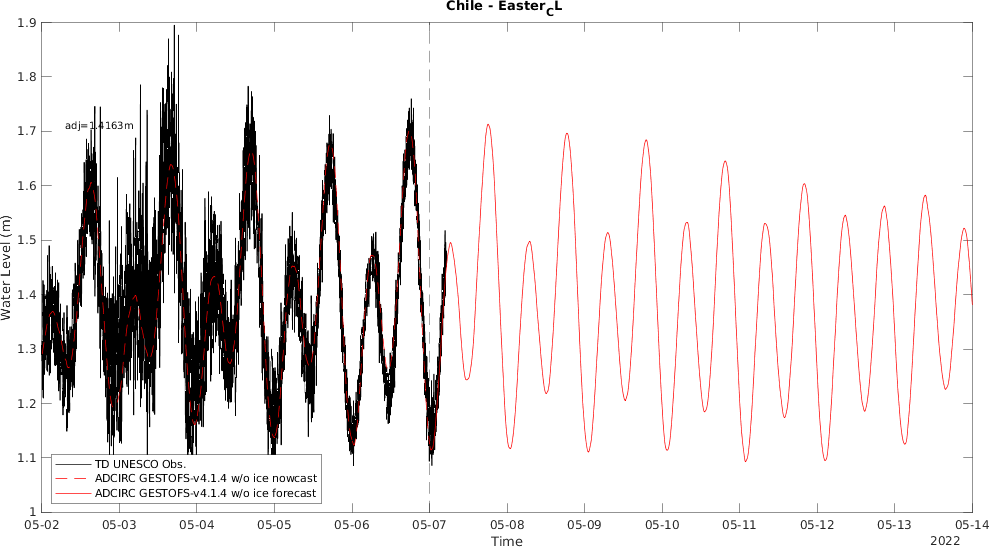 Chile - Easter_CL
1.9
1.8
1.7
1.6
1.5
1.4
1.3
1.2
1.1
1
Water Level (m)
adj=1.4163m
TD UNESCO Obs.
ADCIRC GESTOFS-v4.1.4 w/o ice nowcast
ADCIRC GESTOFS-v4.1.4 w/o ice forecast
05-02 05-03 05-04 05-05 05-06 05-07 05-08 05-09 05-10 05-11 05-12 05-13 05-14
Time
2022